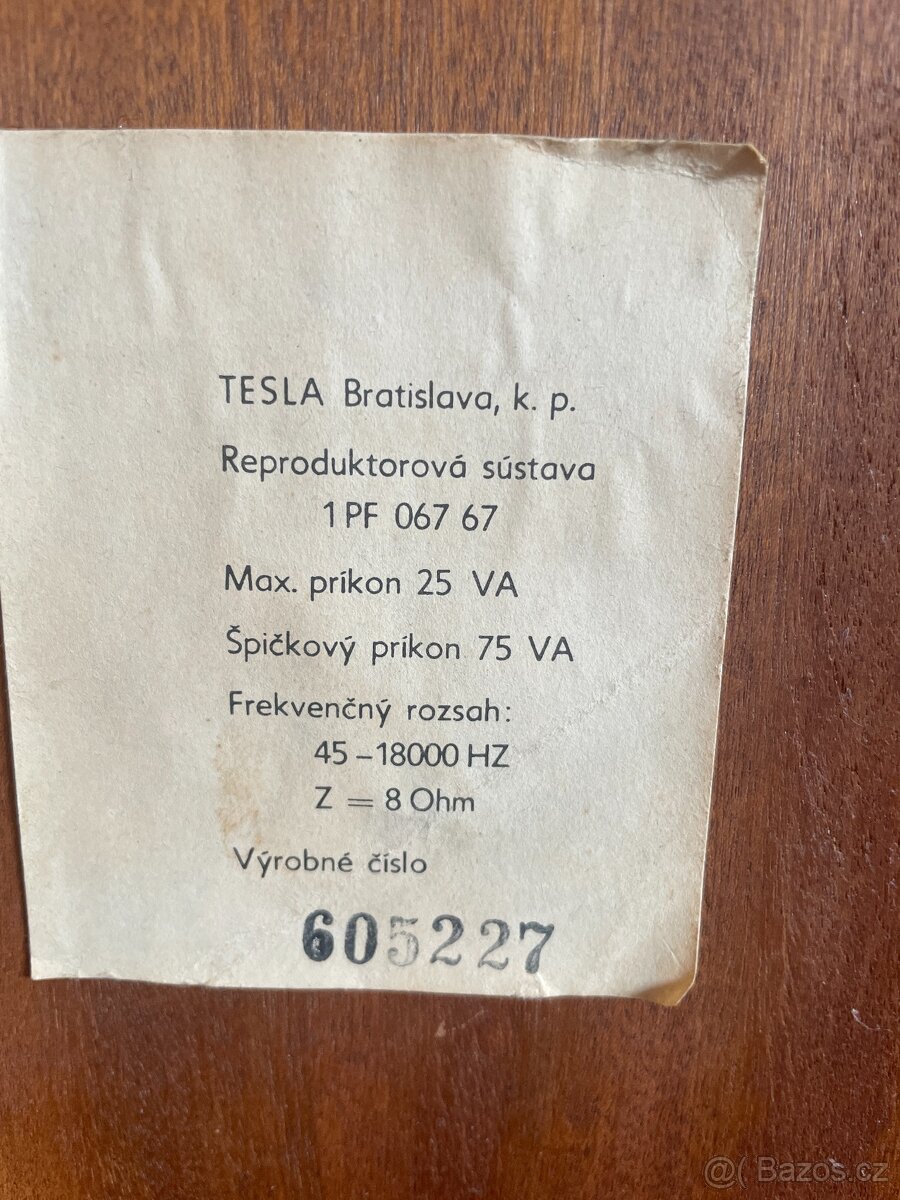 TESLA Bratislava, k. p.
Reproduktorová sústava
1PF 067 67
Max. príkon 25 VA
Špičkový príkon 75 VA
Frekvenčný rozsah:
45 – 18000 HZ
Z = 8 Ohm
Výrobné číslo
605227
@( Bazos.cz